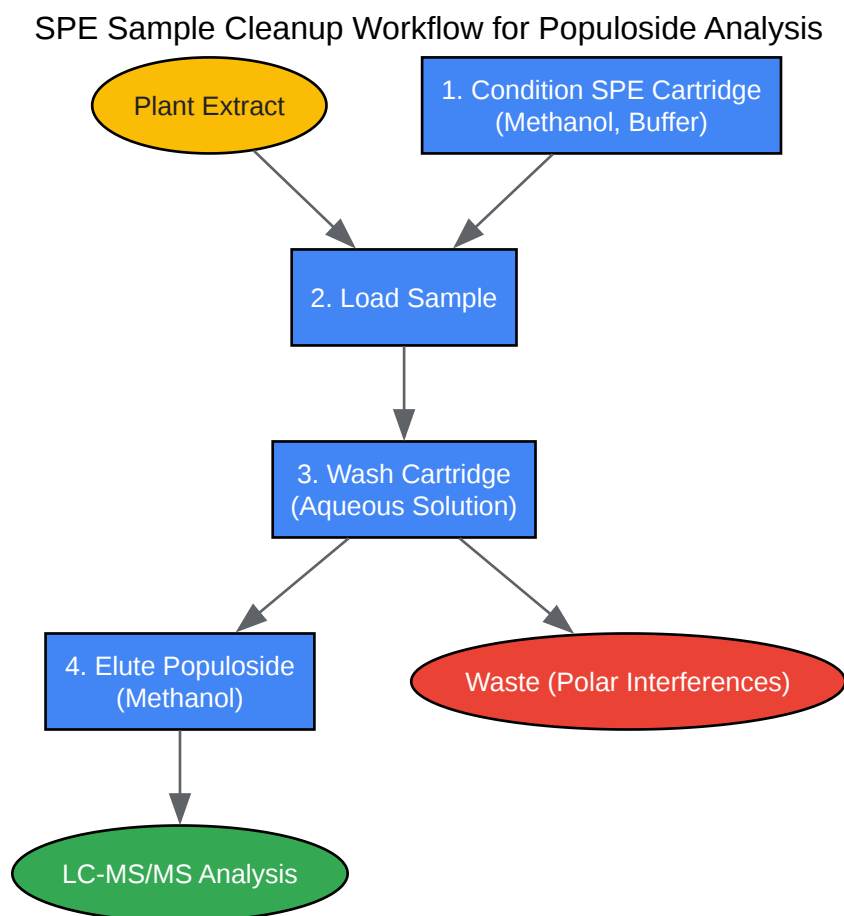 SPE Sample Cleanup Workflow for Populoside Analysis
Plant Extract
1. Condition SPE Cartridge
(Methanol, Buffer)
2. Load Sample
3. Wash Cartridge
(Aqueous Solution)
4. Elute Populoside
(Methanol)
Waste (Polar Interferences)
LC-MS/MS Analysis